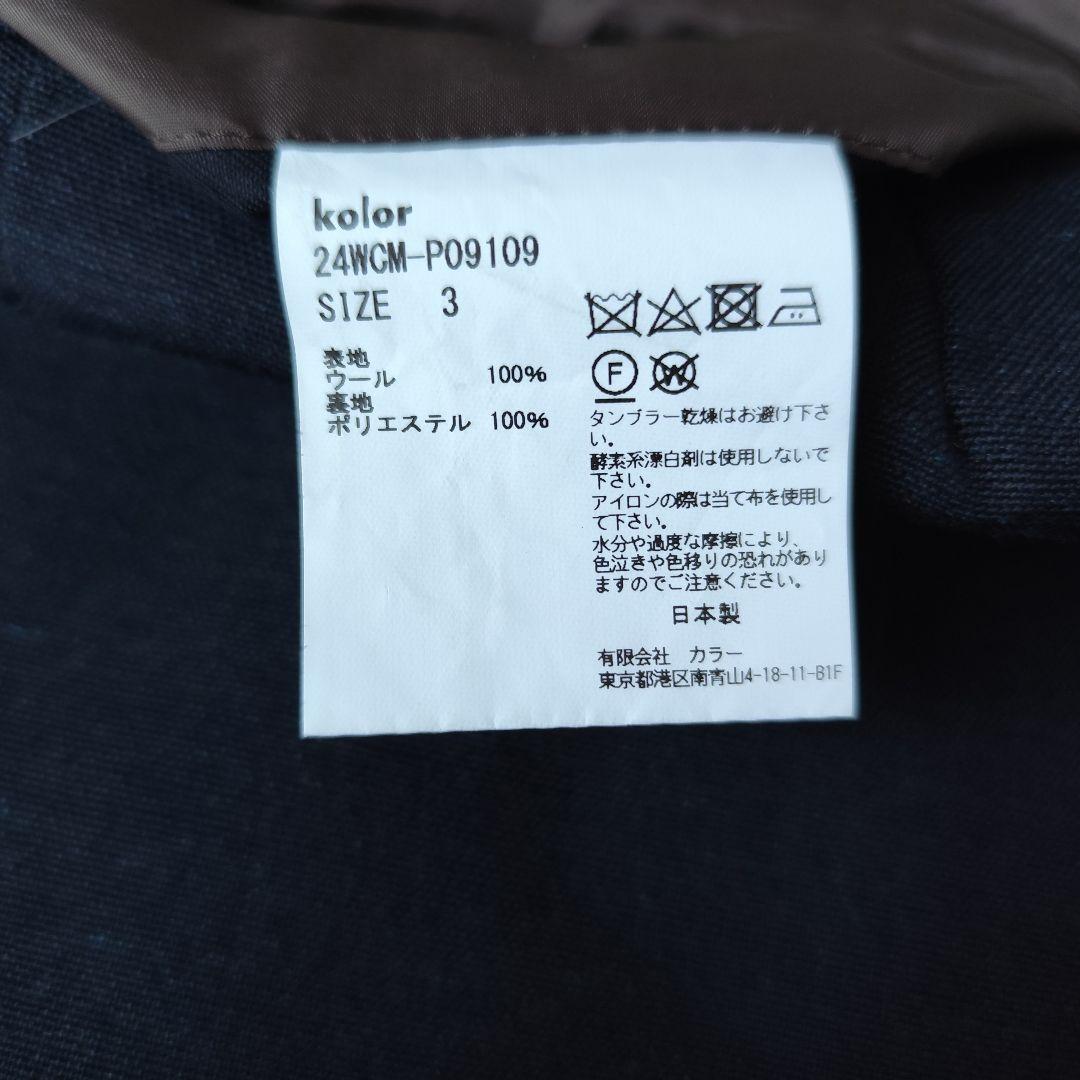 kolor
24WCM-P09109
SIZE 3
表地
ウール 100%
裏地
ポリエステル 100%
F
W
タンブラー乾燥はお避け下さ
い。
酵素系漂白剤は使用しないで
下さい。
アイロンの際は当て布を使用し
て下さい。
水分や過度な摩擦により、
色泣きや色移りの恐れがあり
ますのでご注意ください。
日本製
有限会社 カラー
東京都港区南青山4-18-11-B1F